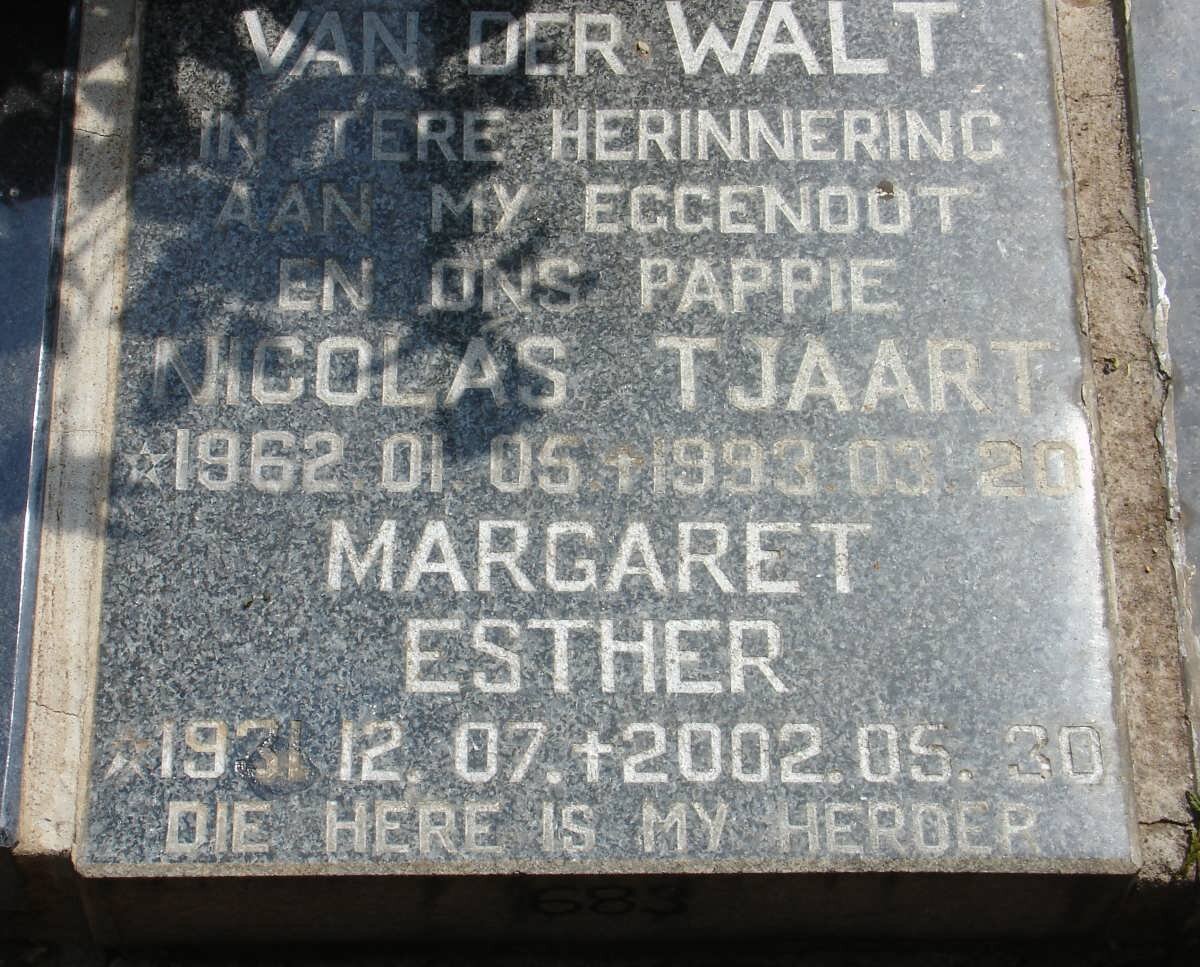 VAN DER WALT
IN TERE HERINNERING
AAN MY EGGENOOT
EN ONS PAPPIE
NICOLAS TJAART
☆1962.01.05.✝1993.03.20
MARGARET
ESTHER
☆1931.12.07.✝2002.05.30
DIE HERE IS MY HERDER
683